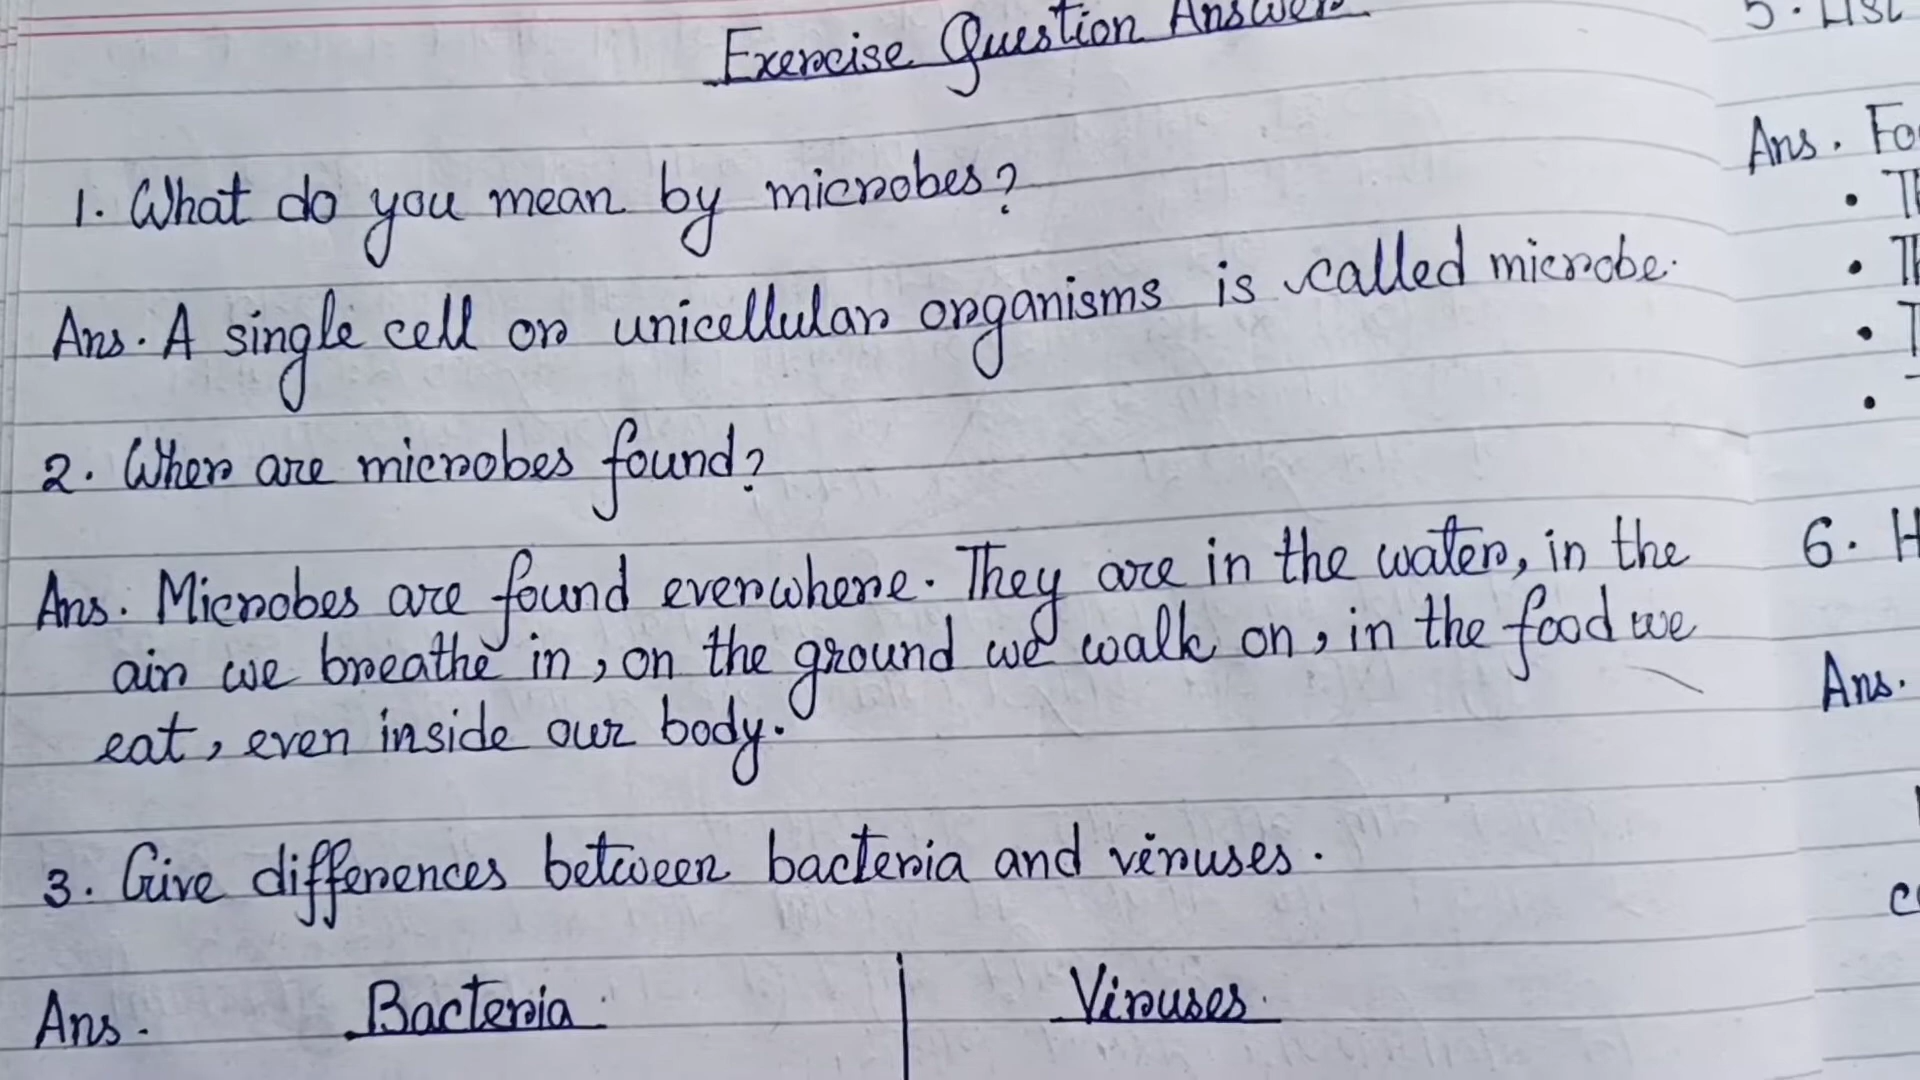 Exercise Question Answers
1. What do you mean by microbes?
Ans. A single cell or unicellular organisms is called microbe.
2. Wher are microbes found?
Ans. Microbes are found everwhere. They are in the water, in the
air we breathe in, on the ground we walk on, in the food we
eat, even inside our body.
3. Give differences between bacteria and viruses.
Ans. Bacteria Viruses
5. List
Ans. Fo
6. H
Ans.